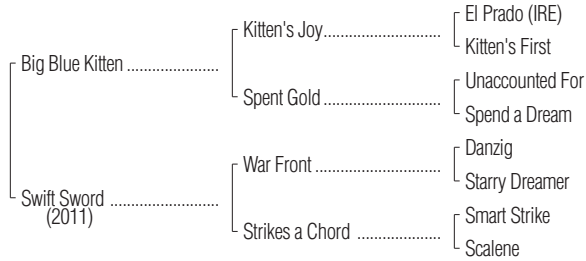 El Prado (IRE)
Kitten's Joy........................................
Kitten's First
Big Blue Kitten ..............................
Unaccounted For
Spent Gold ........................................
Spend a Dream
Danzig
War Front ........................................
Starry Dreamer
Swift Sword ....................................
(2011)
Smart Strike
Strikes a Chord ............................
Scalene